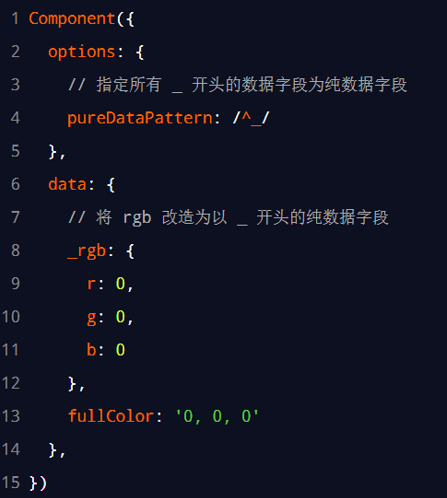 1 Component({
2 options: {
3 // 指定所有 _ 开头的数据字段为纯数据字段
4 pureDataPattern: /^_/
5 },
6 data: {
7 // 将 rgb 改造为以 _ 开头的纯数据字段
8 _rgb: {
9 r: 0,
10 g: 0,
11 b: 0
12 },
13 fullColor: '0, 0, 0'
14 },
15 })